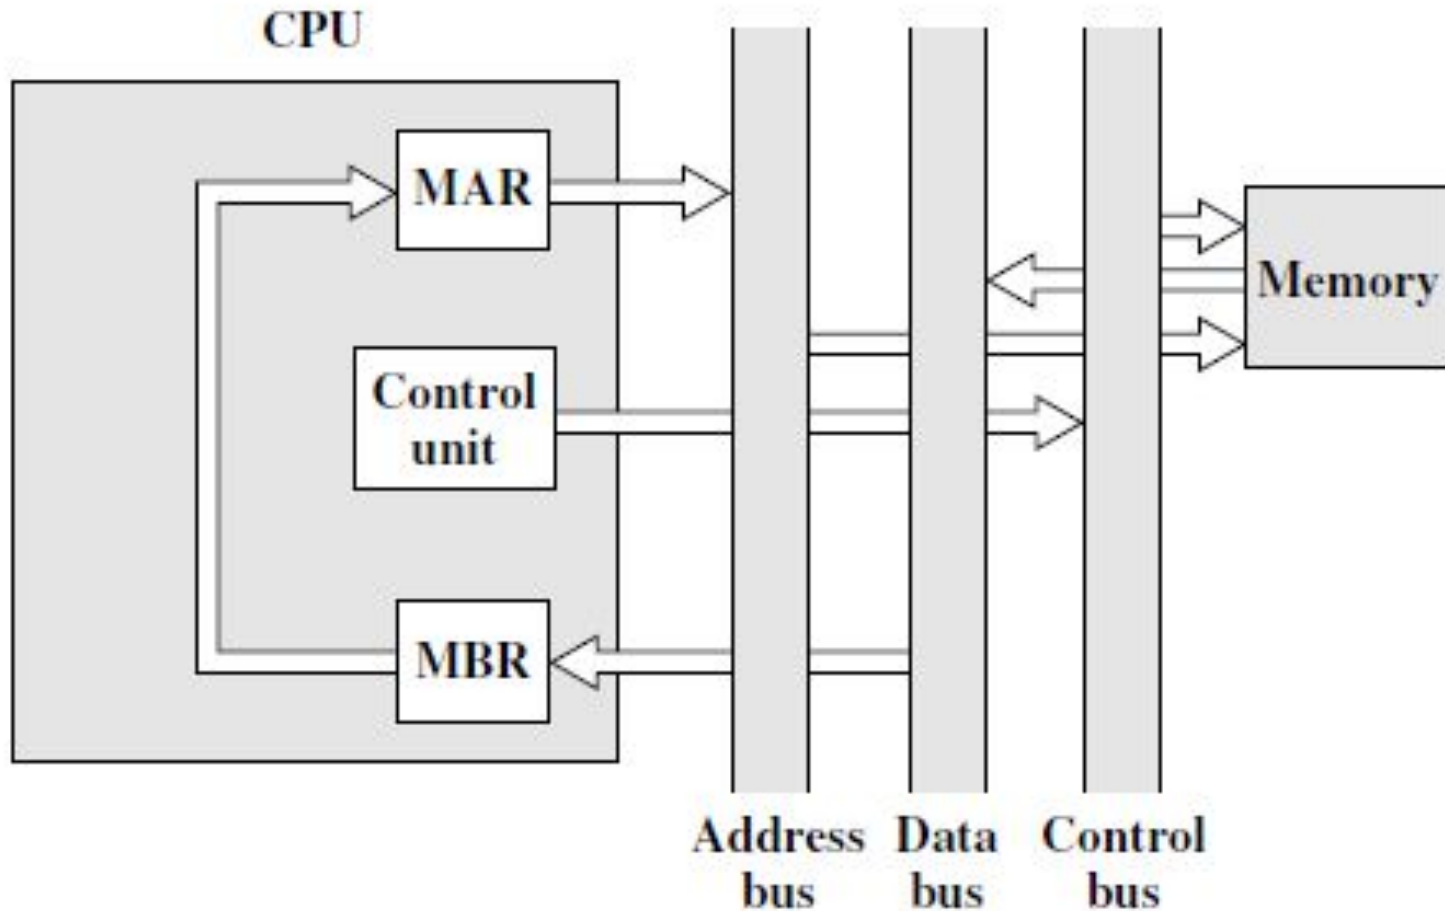 CPU
MAR
Memory
Control
unit
MBR
Address
bus
Data
bus
Control
bus